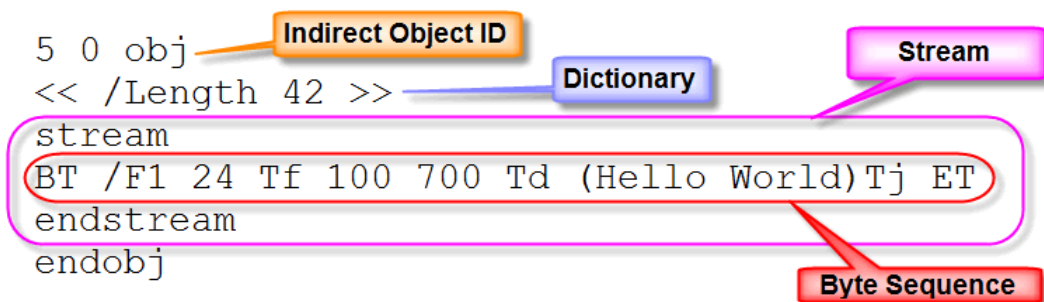 Indirect Object ID
5 0 obj
Stream
<< /Length 42 >>
Dictionary
stream
BT /F1 24 Tf 100 700 Td (Hello World)Tj ET
endstream
endobj
Byte Sequence